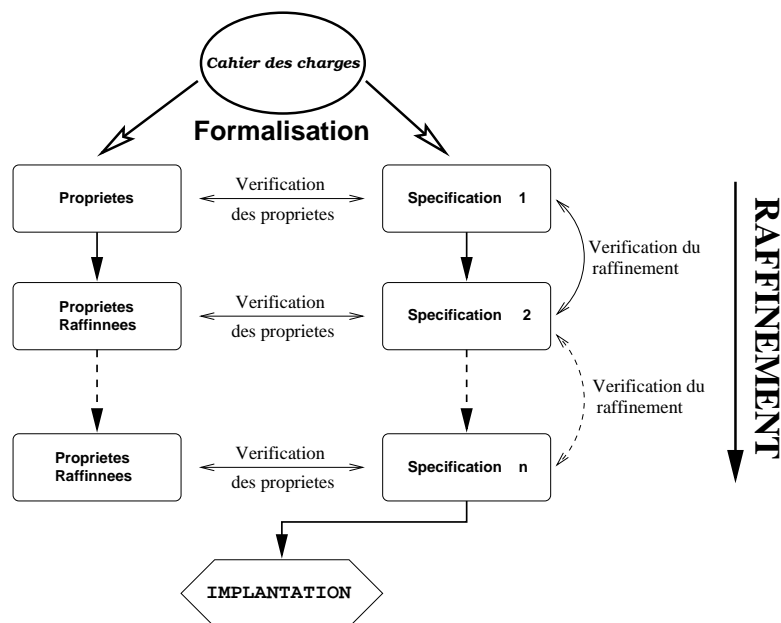 Cahier des charges
Formalisation
Proprietes
Verification
des proprietes
Specification 1
Verification du
raffinement
Proprietes
Raffinnees
Verification
des proprietes
Specification 2
Verification du
raffinement
Proprietes
Raffinnees
Verification
des proprietes
Specification n
IMPLANTATION
RAFFINEMENT